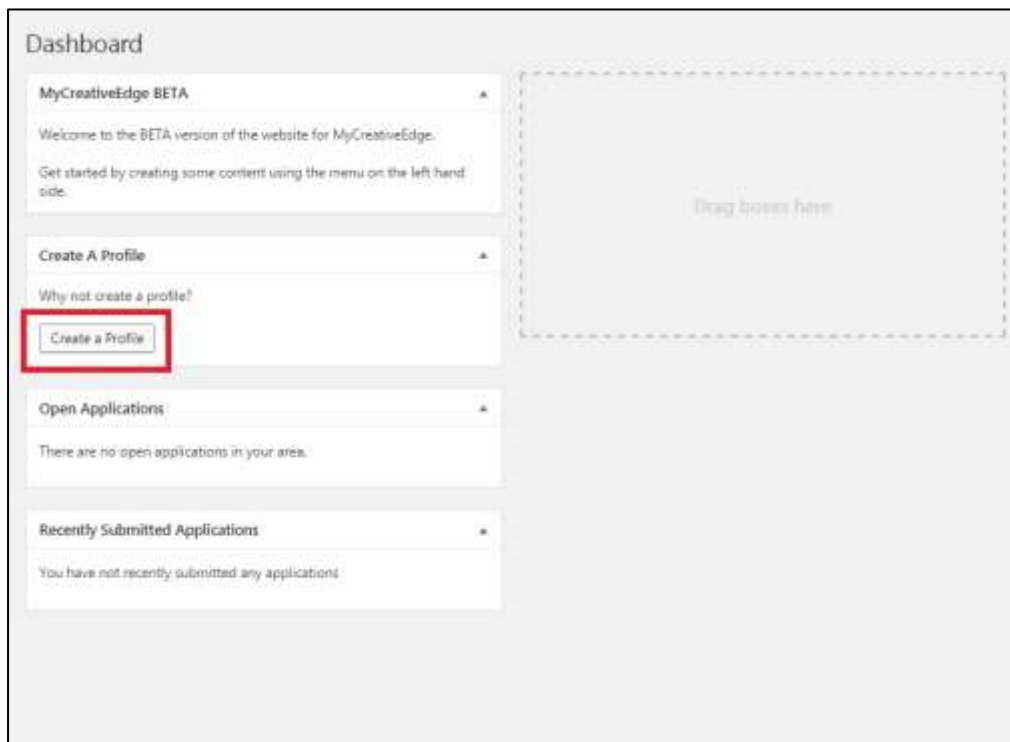 Dashboard
MyCreativeEdge BETA
Welcome to the BETA version of the website for MyCreativeEdge.
Get started by creating some content using the menu on the left hand
side.
Create A Profile
Why not create a profile?
Create a Profile
Open Applications
There are no open applications in your area.
Recently Submitted Applications
You have not recently submitted any applications
Drag boxes here